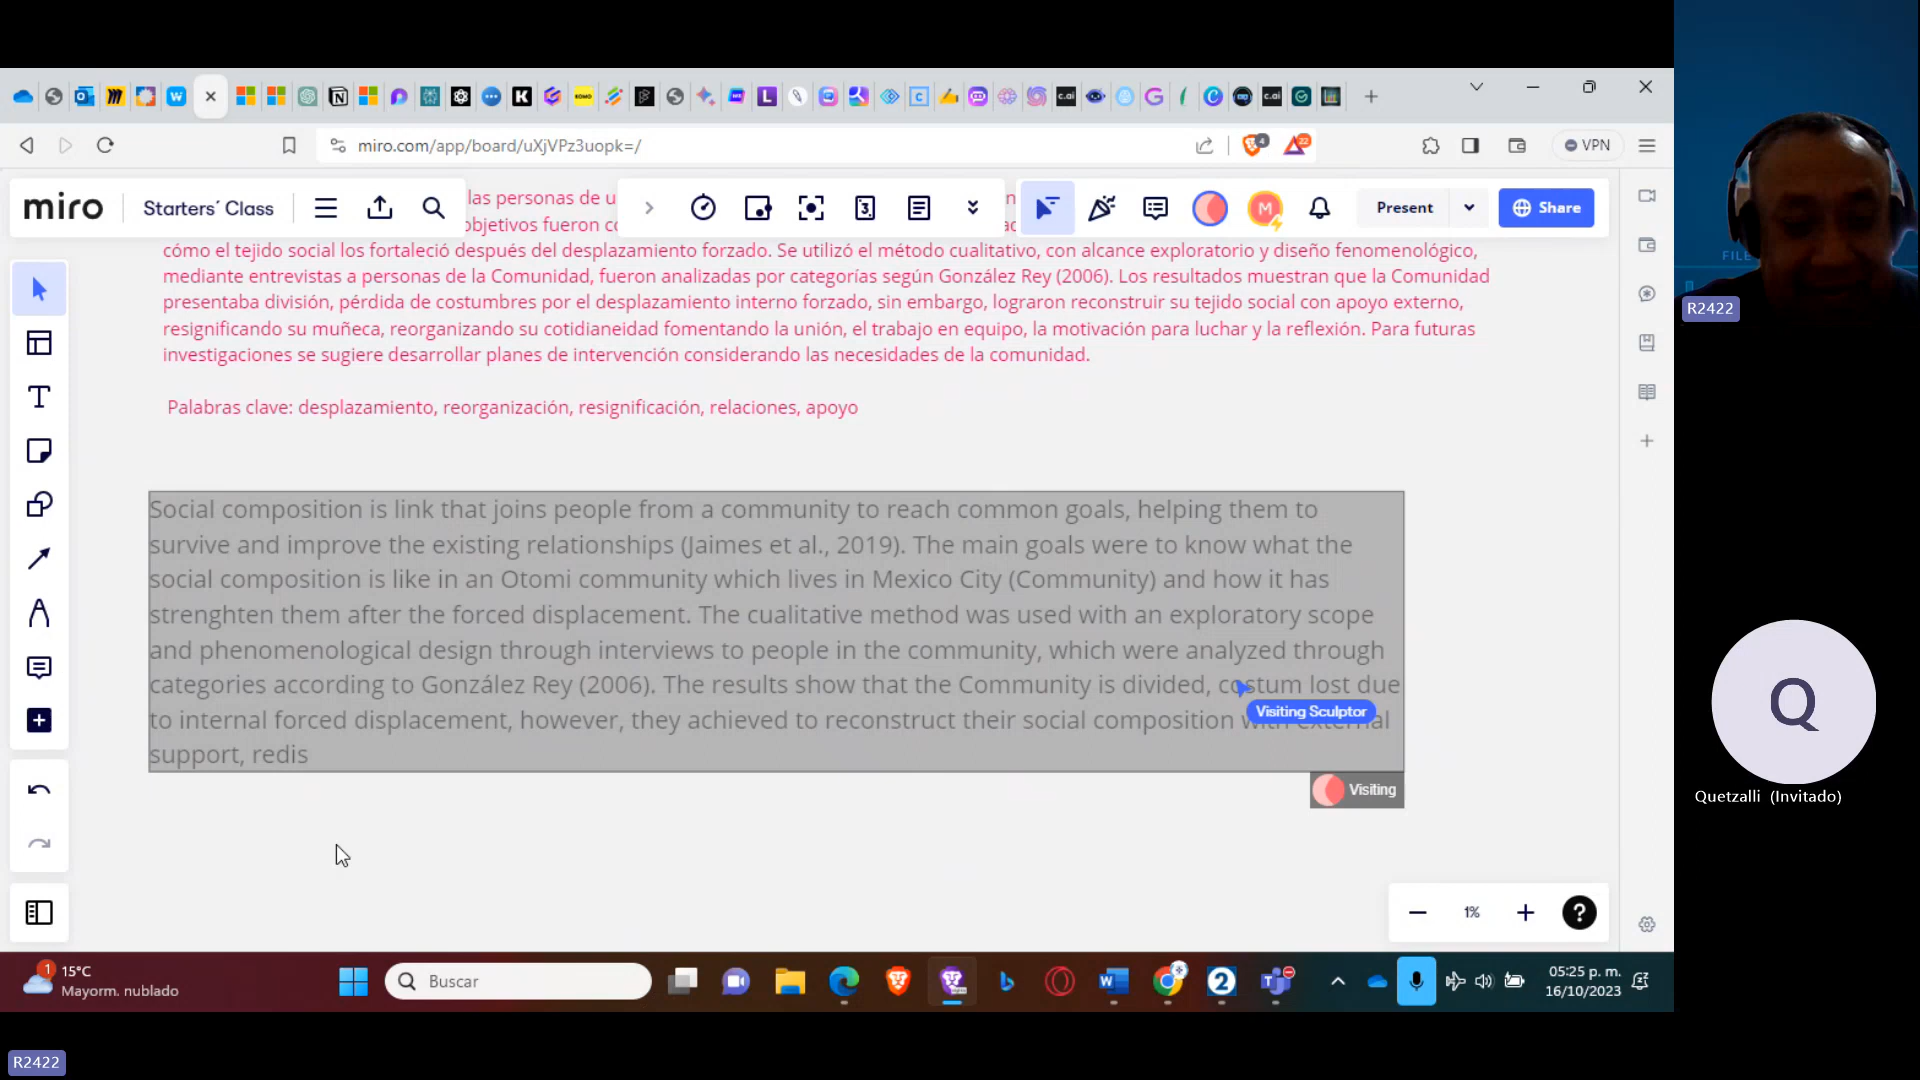 miro.com/app/board/uXjVPz3uopk=/
VPN
miro
Starters´ Class
las personas de u
Present
Share
objetivos fueron c
cómo el tejido social los fortaleció después del desplazamiento forzado. Se utilizó el método cualitativo, con alcance exploratorio y diseño fenomenológico,
mediante entrevistas a personas de la Comunidad, fueron analizadas por categorías según González Rey (2006). Los resultados muestran que la Comunidad
presentaba división, pérdida de costumbres por el desplazamiento interno forzado, sin embargo, lograron reconstruir su tejido social con apoyo externo,
resignificando su muñeca, reorganizando su cotidianeidad fomentando la unión, el trabajo en equipo, la motivación para luchar y la reflexión. Para futuras
investigaciones se sugiere desarrollar planes de intervención considerando las necesidades de la comunidad.
Palabras clave: desplazamiento, reorganización, resignificación, relaciones, apoyo
Social composition is link that joins people from a community to reach common goals, helping them to
survive and improve the existing relationships (Jaimes et al., 2019). The main goals were to know what the
social composition is like in an Otomi community which lives in Mexico City (Community) and how it has
strenghten them after the forced displacement. The cualitative method was used with an exploratory scope
and phenomenological design through interviews to people in the community, which were analyzed through
categories according to González Rey (2006). The results show that the Community is divided, costum lost due
to internal forced displacement, however, they achieved to reconstruct their social composition with external
support, redis
Visiting Sculptor
Visiting
1%
15°C
Mayorm. nublado
Buscar
05:25 p. m.
16/10/2023
FILE
R2422
Q
Quetzalli (Invitado)
R2422